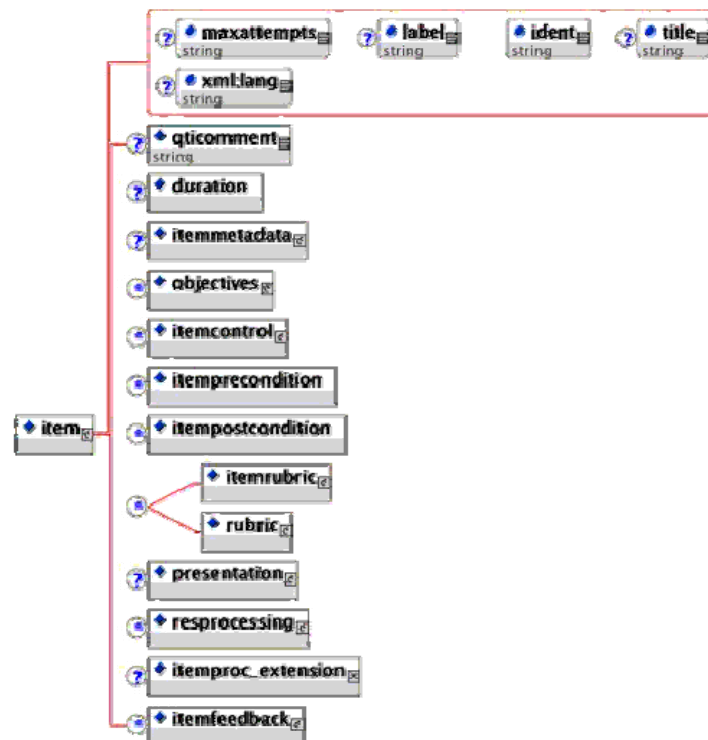 ? maxattempts ? label ident ? title
string string string string
? xml:lang
string
? qticomment
string
? duration
? itemmetadata
objectives
itemcontrol
itemprecondition
item
itempostcondition
itemrubric
rubric
? presentation
resprocessing
? itemproc_extension
itemfeedback